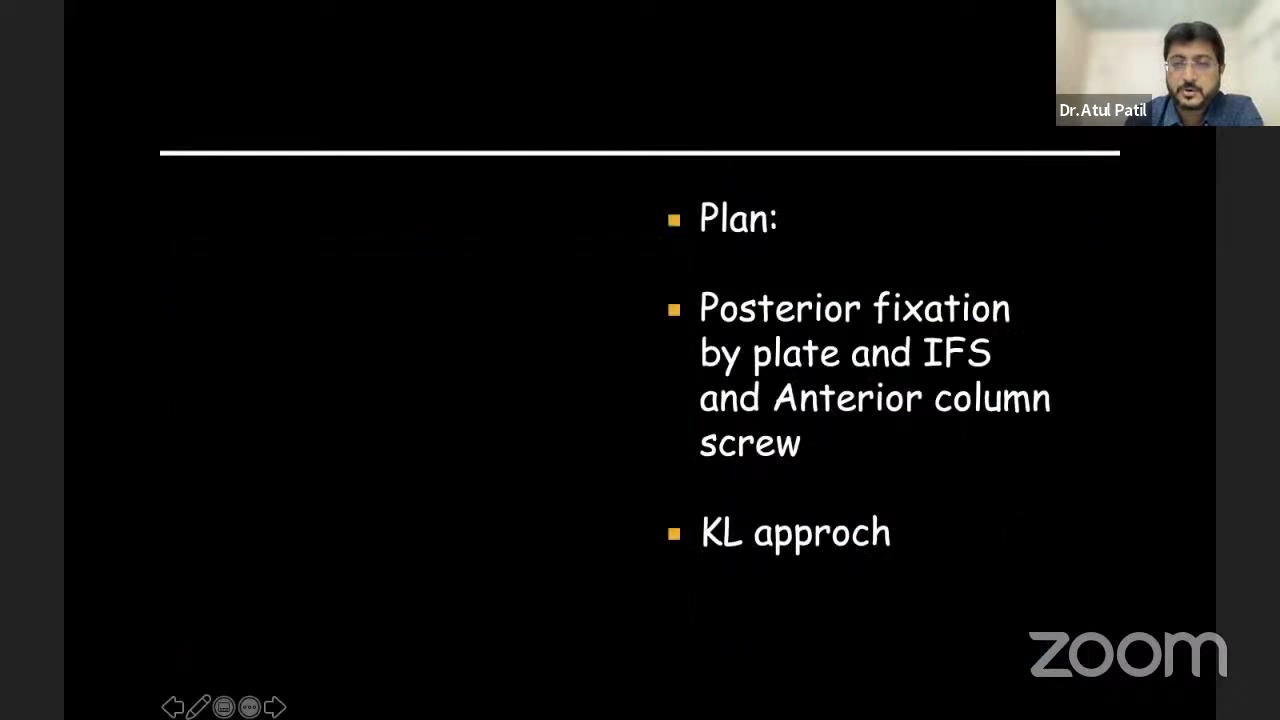 Dr.Atul Patil
Plan:
Posterior fixation
by plate and IFS
and Anterior column
screw
KL approch
zoom